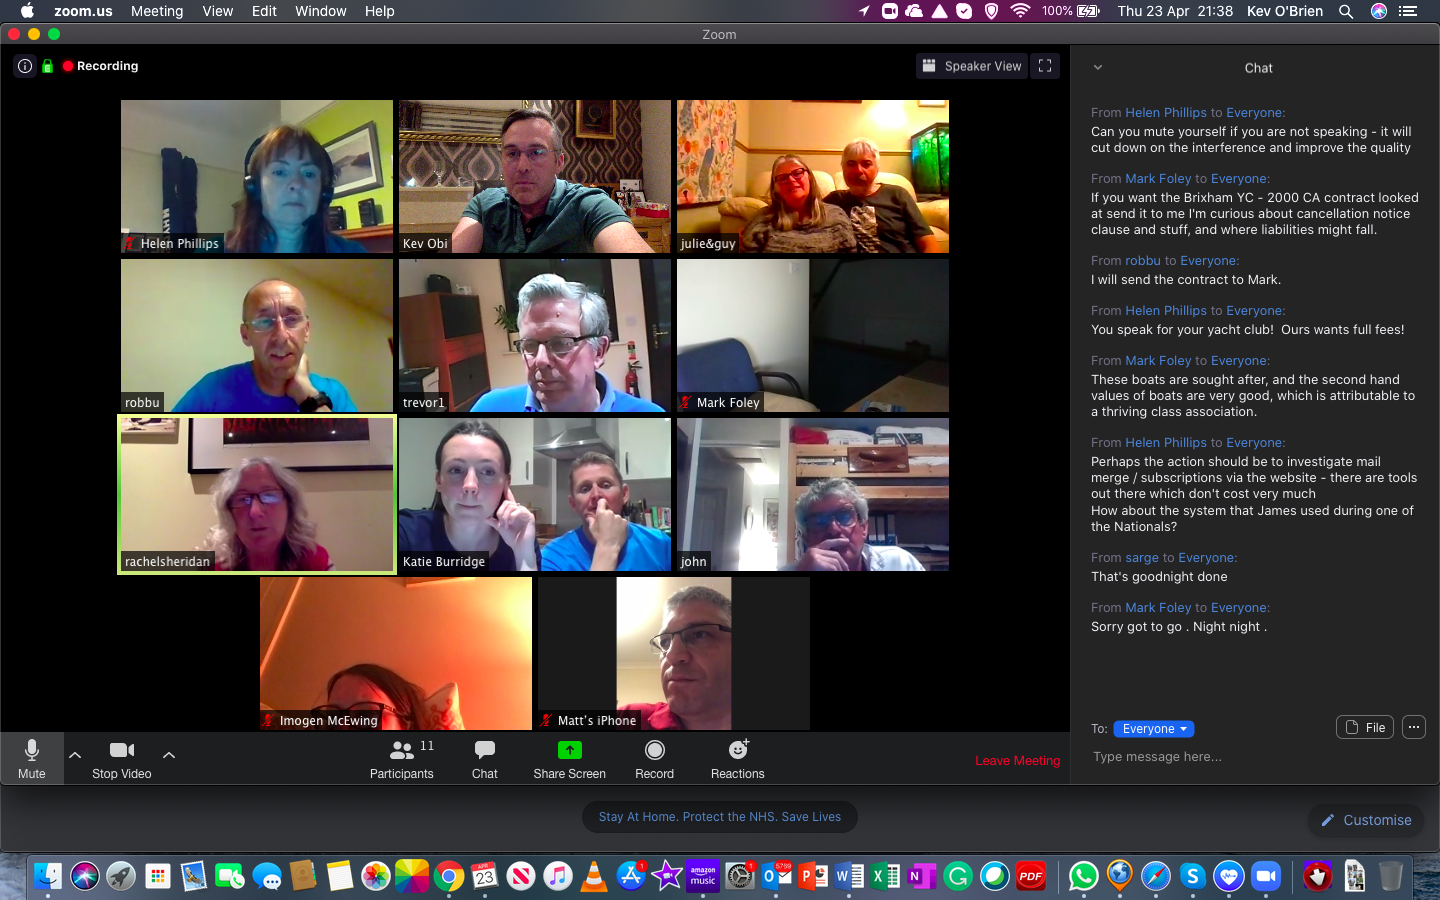 zoom.us Meeting View Edit Window Help 100% Thu 23 Apr 21:38 Kev O'Brien
Zoom
Recording
Speaker View
Helen Phillips
Kev Obi
julie&guy
robbu
trevor1
Mark Foley
rachelsheridan
Katie Burridge
john
Imogen McEwing
Matt's iPhone
Mute
Stop Video
11
Participants
Chat
Share Screen
Record
Reactions
Leave Meeting
Chat
From Helen Phillips to Everyone:
Can you mute yourself if you are not speaking - it will
cut down on the interference and improve the quality
From Mark Foley to Everyone:
If you want the Brixham YC - 2000 CA contract looked
at send it to me I'm curious about cancellation notice
clause and stuff, and where liabilities might fall.
From robbu to Everyone:
I will send the contract to Mark.
From Helen Phillips to Everyone:
You speak for your yacht club!  Ours wants full fees!
From Mark Foley to Everyone:
These boats are sought after, and the second hand
values of boats are very good, which is attributable to
a thriving class association.
From Helen Phillips to Everyone:
Perhaps the action should be to investigate mail
merge / subscriptions via the website - there are tools
out there which don't cost very much
How about the system that James used during one of
the Nationals?
From sarge to Everyone:
That's goodnight done
From Mark Foley to Everyone:
Sorry got to go . Night night .
To: Everyone
File
Type message here...
Stay At Home. Protect the NHS. Save Lives
Customise
APR
23
1
amazon
music
1
5769
PDF